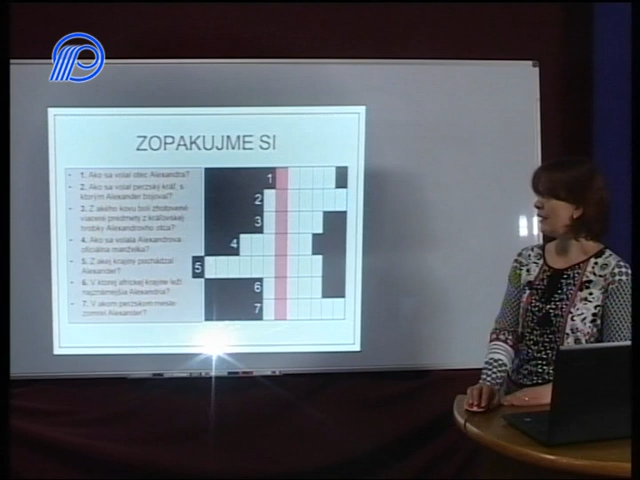 ZOPAKUJME SI
1. Ako sa volal otec Alexandra?
2. Ako sa volal perzský kráľ, s
ktorým Alexander bojoval?
3. Z akého kovu boli zhotovené
viaceré predmety z kráľovskej
hrobky Alexandrovho otca?
4. Ako sa volala Alexandrova
oficiálna manželka?
5. Z akej krajiny pochádzal
Alexander?
6. V ktorej africkej krajine leží
najznámejšia Alexandria?
7. V akom perzskom meste
zomrel Alexander?
1
2
3
4
5
6
7